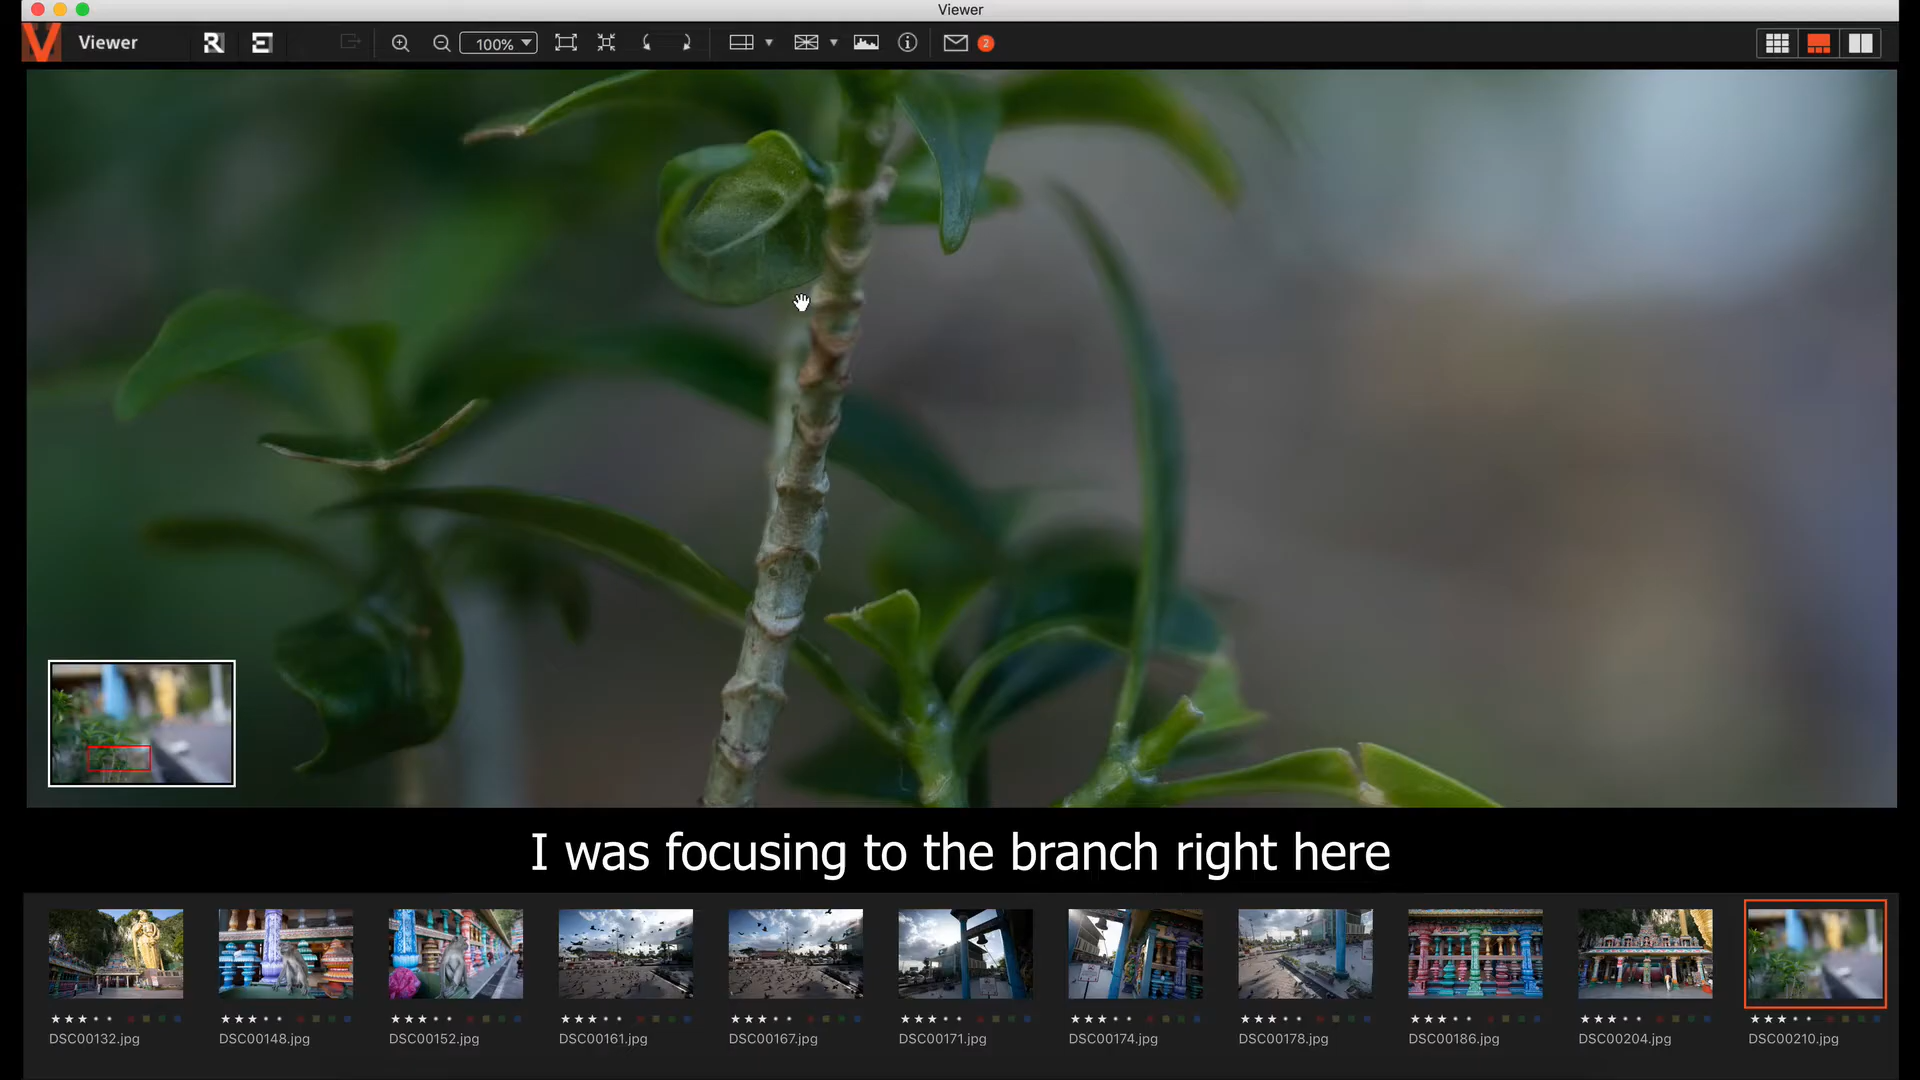 Viewer
V Viewer R E 100% 2
I was focusing to the branch right here
DSC00132.jpg DSC00148.jpg DSC00152.jpg DSC00161.jpg DSC00167.jpg DSC00171.jpg DSC00174.jpg DSC00178.jpg DSC00186.jpg DSC00204.jpg DSC00210.jpg